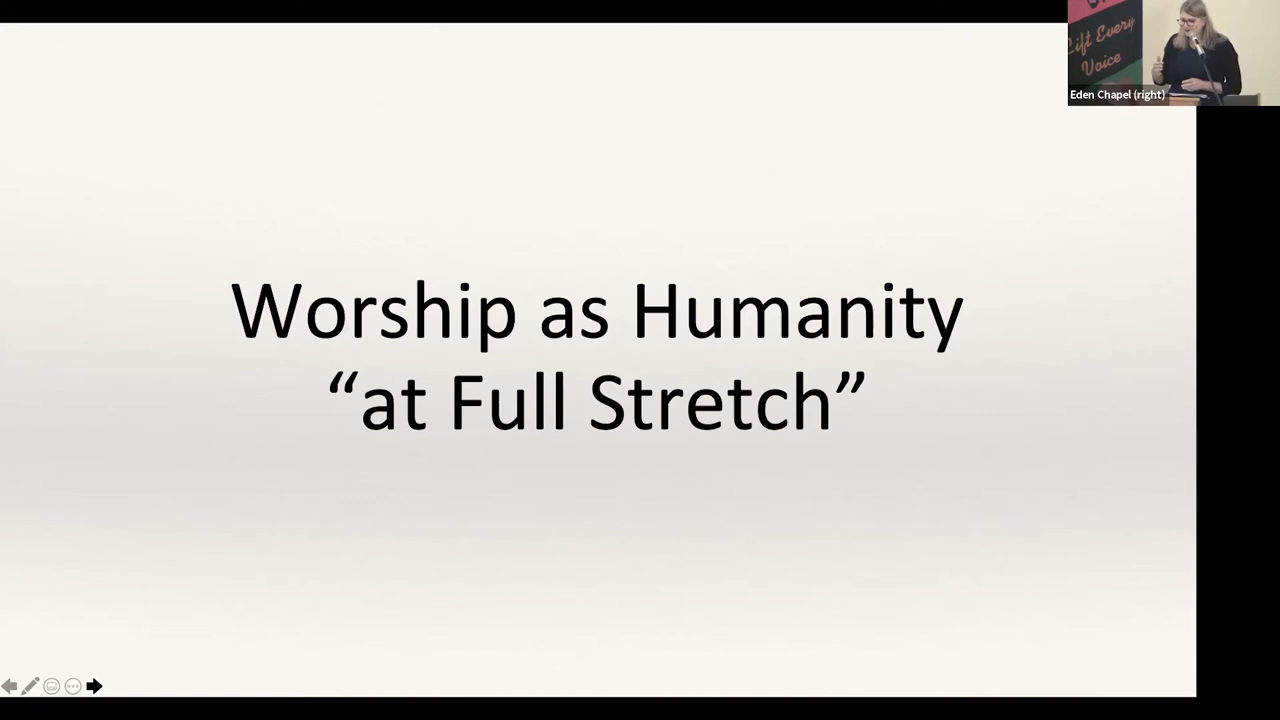 Worship as Humanity
“at Full Stretch”
Lift Every
Voice
Eden Chapel (right)